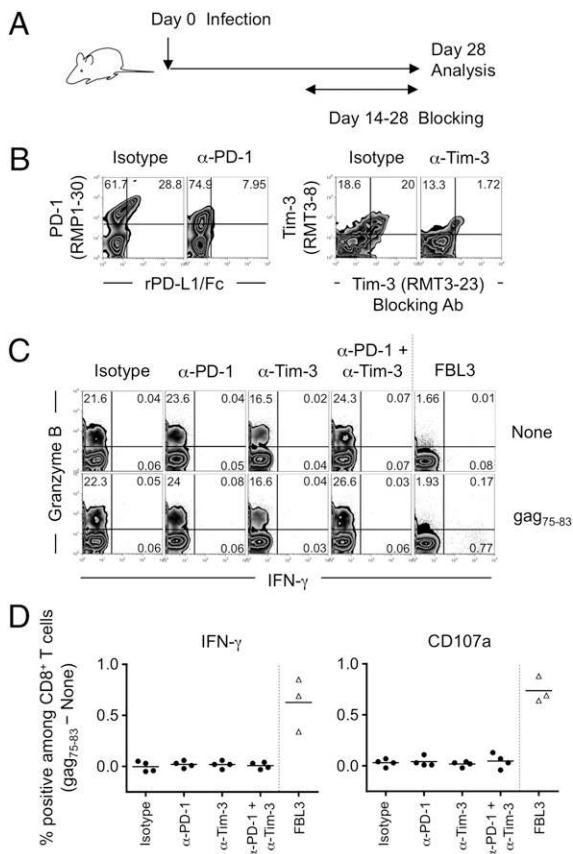 A
Day 0 Infection
Day 28
Analysis
Day 14-28 Blocking
B
Isotype α-PD-1
PD-1
(RMP1-30)
61.7 28.8 74.9 7.95
rPD-L1/Fc
Isotype α-Tim-3
Tim-3
(RMT3-8)
18.6 20 13.3 1.72
Tim-3 (RMT3-23)
Blocking Ab
C
Isotype α-PD-1 α-Tim-3 α-PD-1 + α-Tim-3 FBL3
Granzyme B
21.6 0.04 23.6 0.04 16.5 0.02 24.3 0.07 1.66 0.01
None
0.06 0.05 0.04 0.07 0.08
22.3 0.05 24 0.08 16.6 0.04 26.6 0.03 1.93 0.17
gag75-83
0.06 0.06 0.03 0.06 0.77
IFN-γ
D
% positive among CD8+ T cells
(gag75-83 – None)
IFN-γ
1.0
0.5
0.0
Isotype
α-PD-1
α-Tim-3
α-PD-1 +
α-Tim-3
FBL3
CD107a
1.0
0.5
0.0
Isotype
α-PD-1
α-Tim-3
α-PD-1 +
α-Tim-3
FBL3